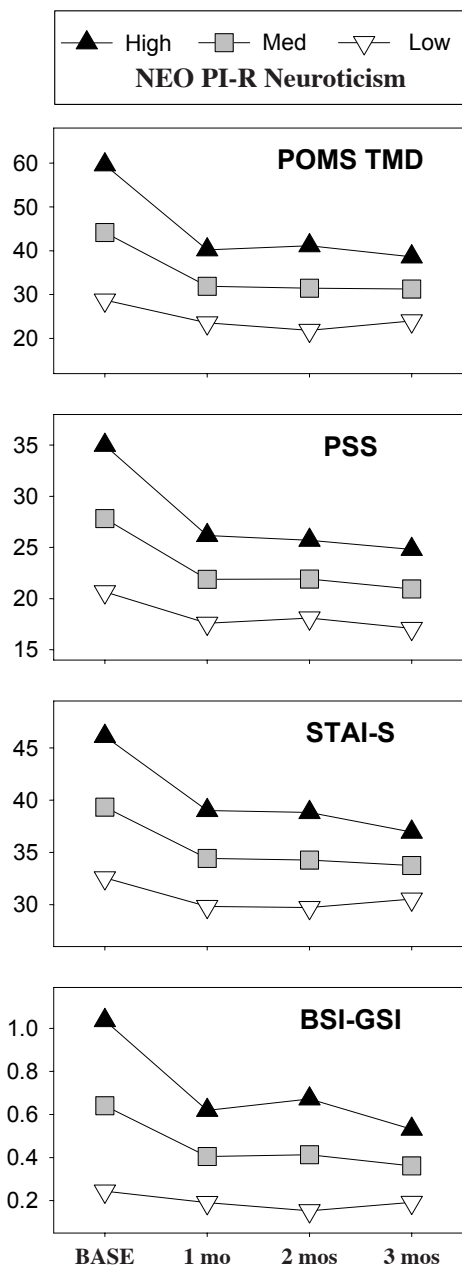 High Med Low
NEO PI-R Neuroticism
POMS TMD
60
50
40
30
20
PSS
35
30
25
20
15
STAI-S
45
40
35
30
BSI-GSI
1.0
0.8
0.6
0.4
0.2
BASE 1 mo 2 mos 3 mos